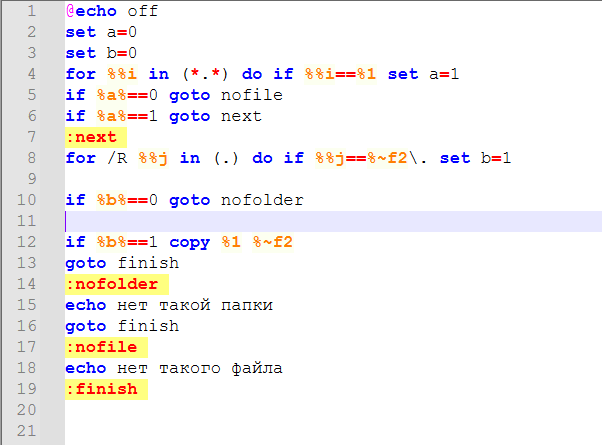 1 @echo off
2 set a=0
3 set b=0
4 for %%i in (*.*) do if %%i==%1 set a=1
5 if %a%==0 goto nofile
6 if %a%==1 goto next
7 :next
8 for /R %%j in (.) do if %%j==%~f2\. set b=1
9
10 if %b%==0 goto nofolder
11
12 if %b%==1 copy %1 %~f2
13 goto finish
14 :nofolder
15 echo нет такой папки
16 goto finish
17 :nofile
18 echo нет такого файла
19 :finish
20
21